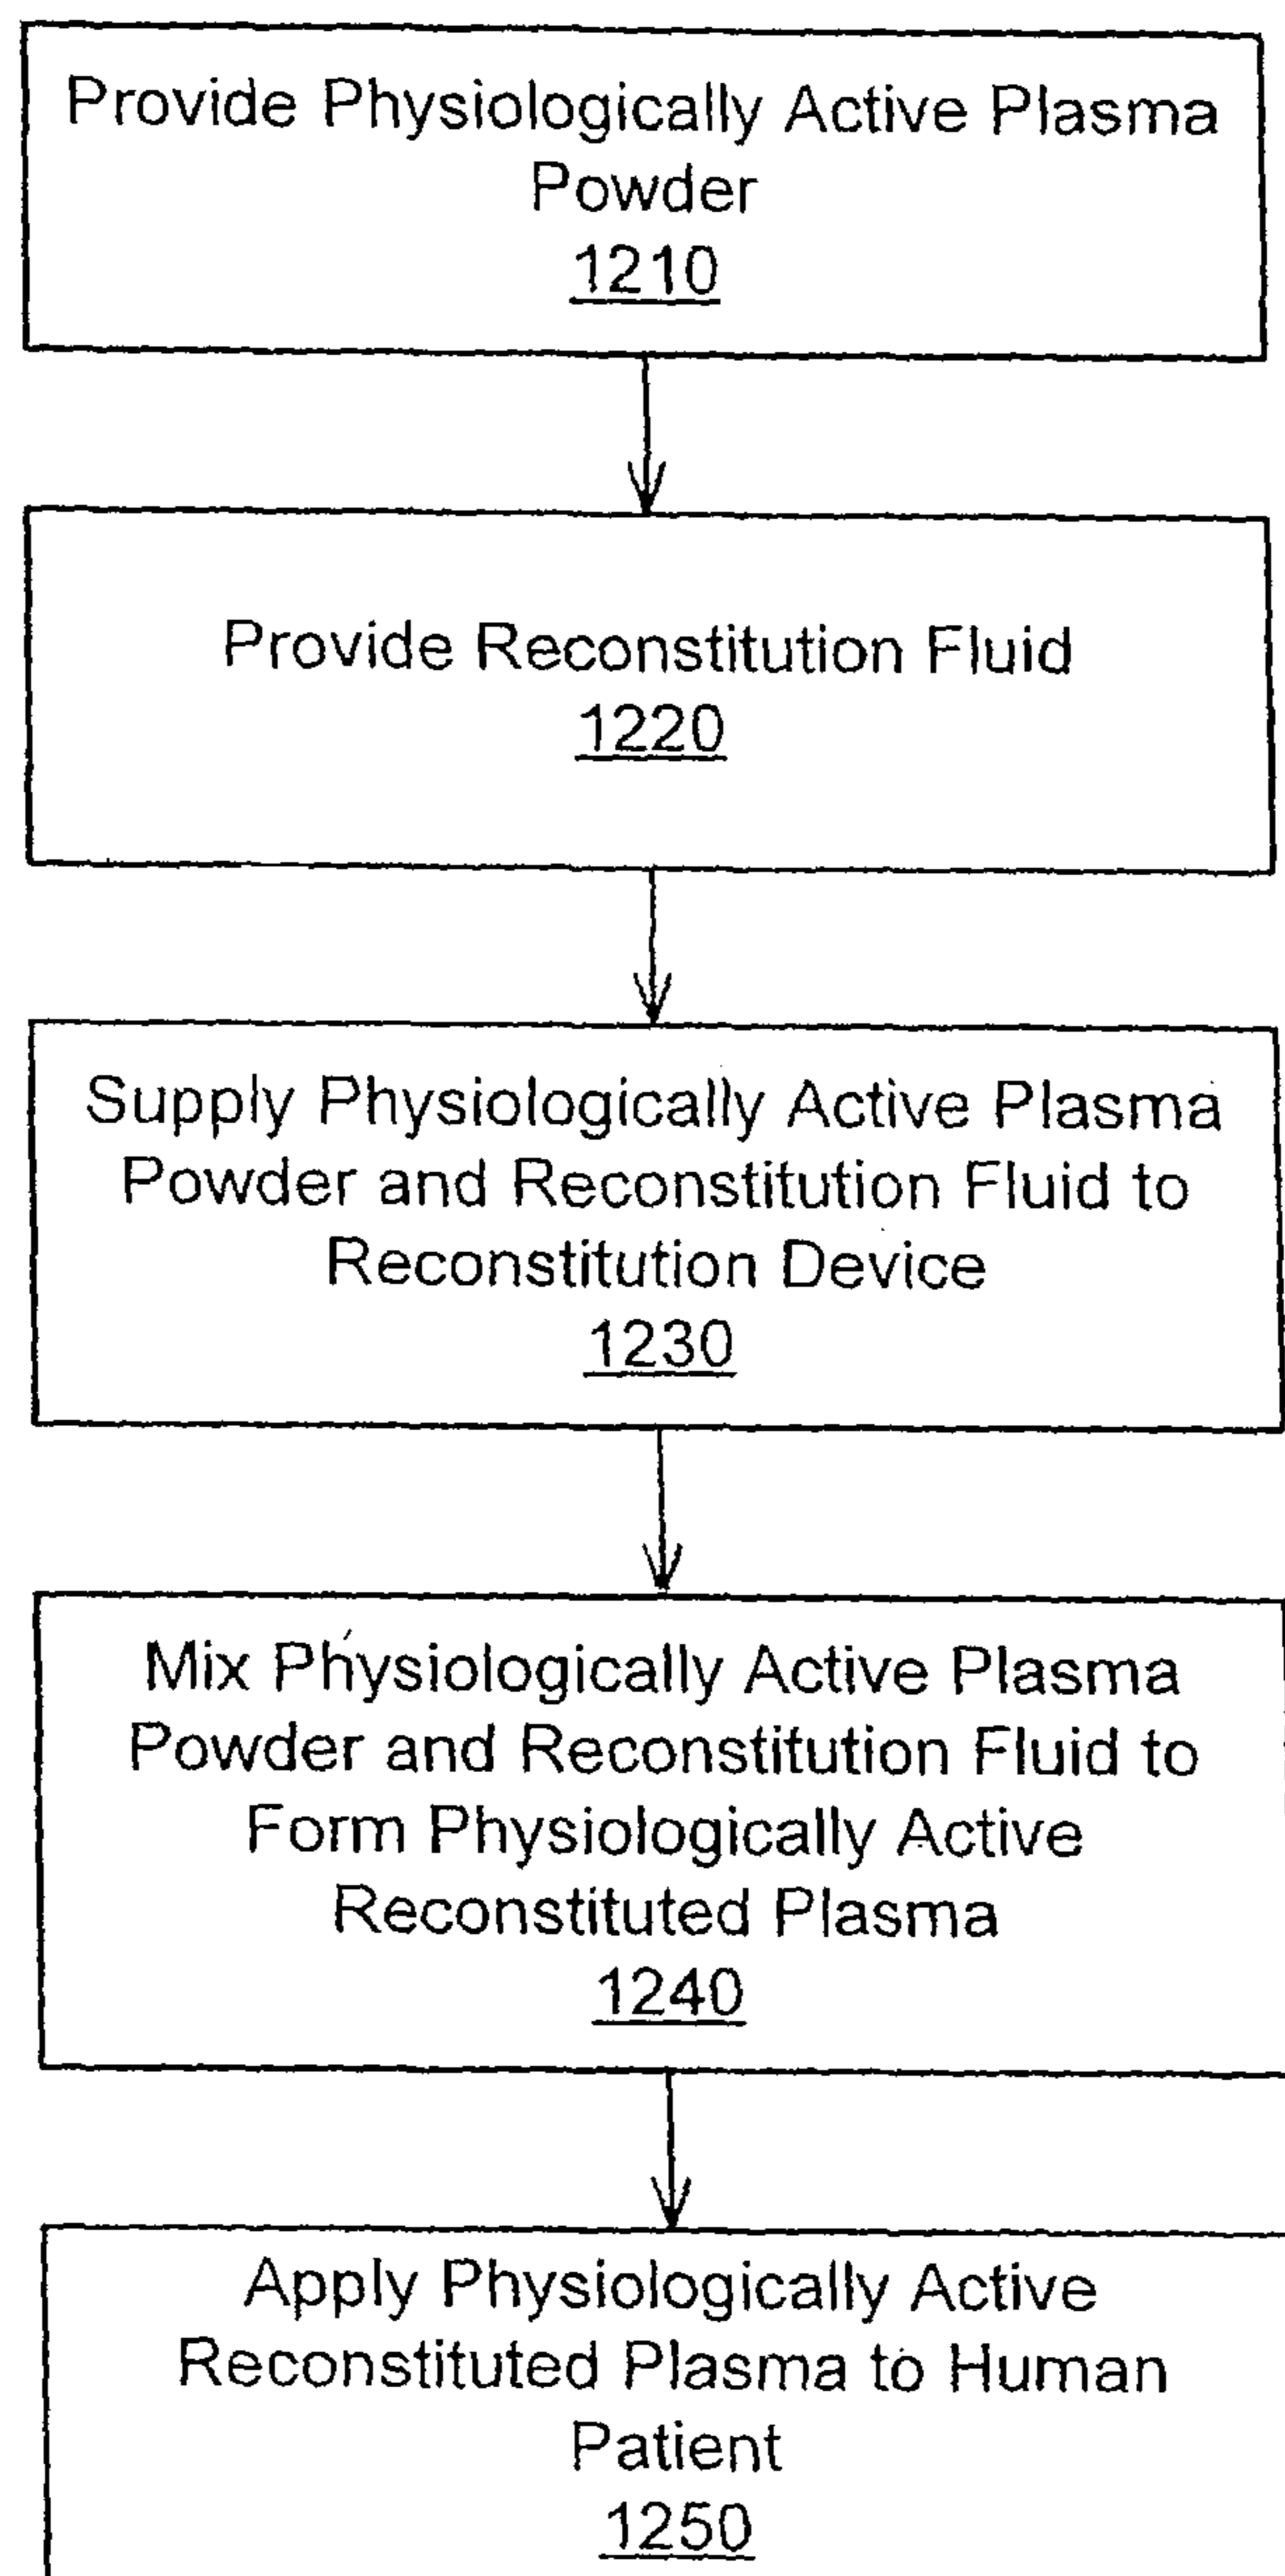 Provide Physiologically Active Plasma
Powder
1210
Provide Reconstitution Fluid
1220
Supply Physiologically Active Plasma
Powder and Reconstitution Fluid to
Reconstitution Device
1230
Mix Physiologically Active Plasma
Powder and Reconstitution Fluid to
Form Physiologically Active
Reconstituted Plasma
1240
Apply Physiologically Active
Reconstituted Plasma to Human
Patient
1250